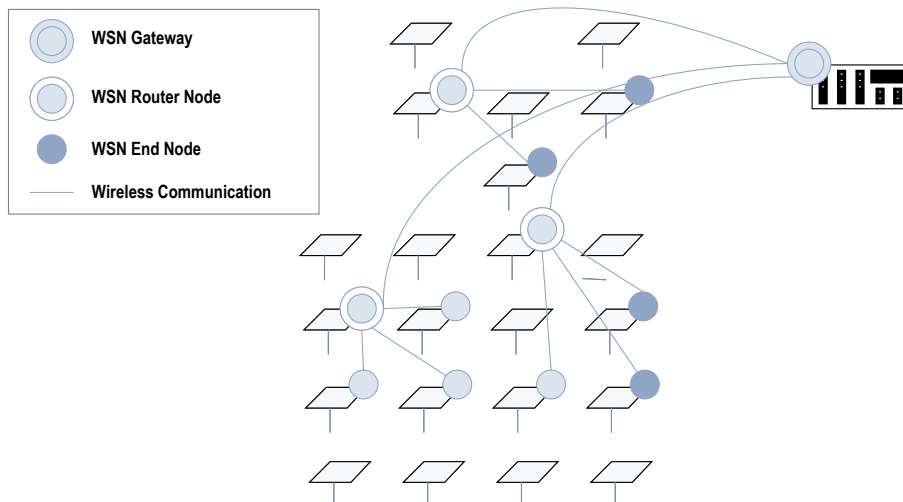 WSN Gateway
WSN Router Node
WSN End Node
Wireless Communication